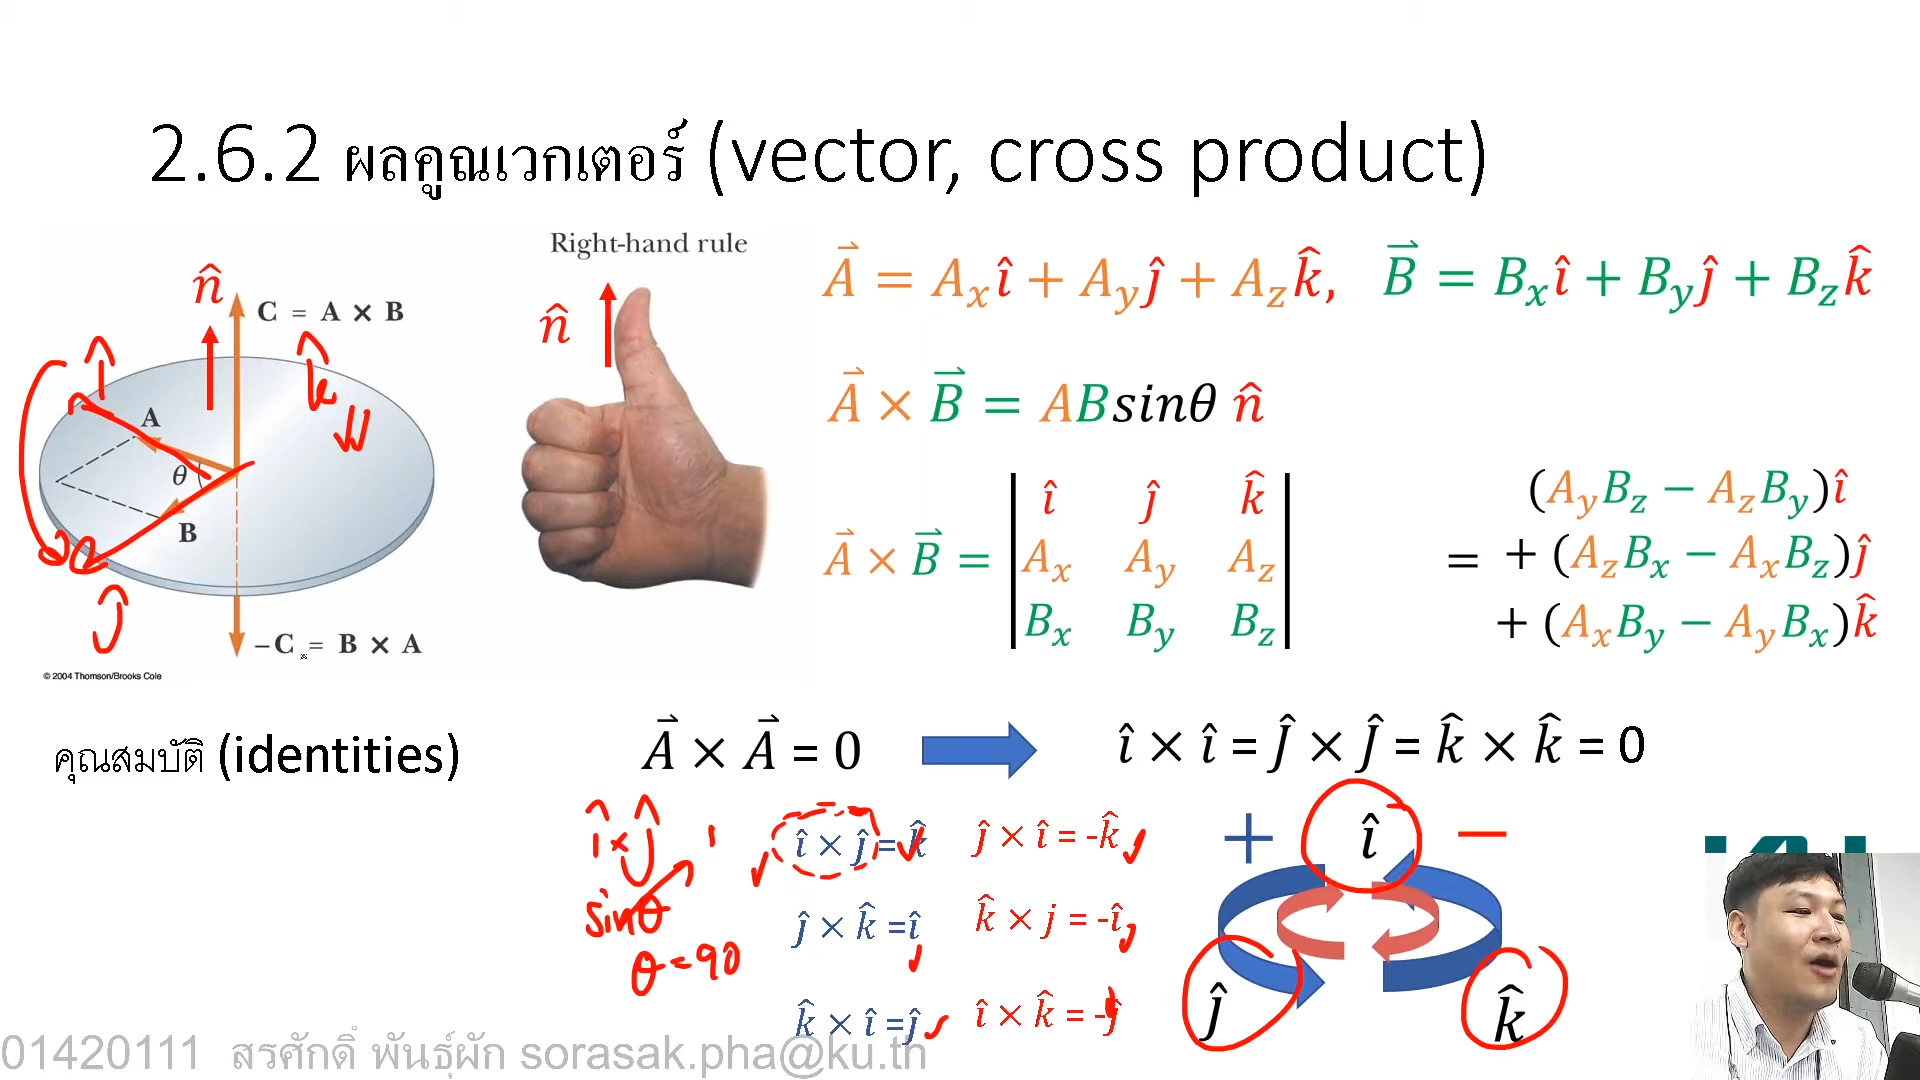 2.6.2 ผลคูณเวกเตอร์ (vector, cross product)
Right-hand rule
n̂
C = A × B
î
k̂
A
θ
B
ĵ
−C = B × A
© 2004 Thomson/Brooks Cole
n̂
A⃗ = Aₓî + A_yĵ + A_zk̂, B⃗ = Bₓî + B_yĵ + B_zk̂
A⃗ × B⃗ = ABsinθ n̂
A⃗ × B⃗ = | î ĵ k̂ |
| Aₓ A_y A_z |
| Bₓ B_y B_z |
= (A_yB_z − A_zB_y)î
+ (A_zBₓ − AₓB_z)ĵ
+ (AₓB_y − A_yBₓ)k̂
คุณสมบัติ (identities)
A⃗ × A⃗ = 0
î × î = ĵ × ĵ = k̂ × k̂ = 0
î × ĵ
sinθ
θ = 90
î × ĵ = k̂
ĵ × î = -k̂
ĵ × k̂ =î
k̂ × j = -î
k̂ × î =ĵ
î × k̂ = -ĵ
+ î −
ĵ k̂
01420111 สรศักดิ์ พันธุ์ผัก sorasak.pha@ku.th